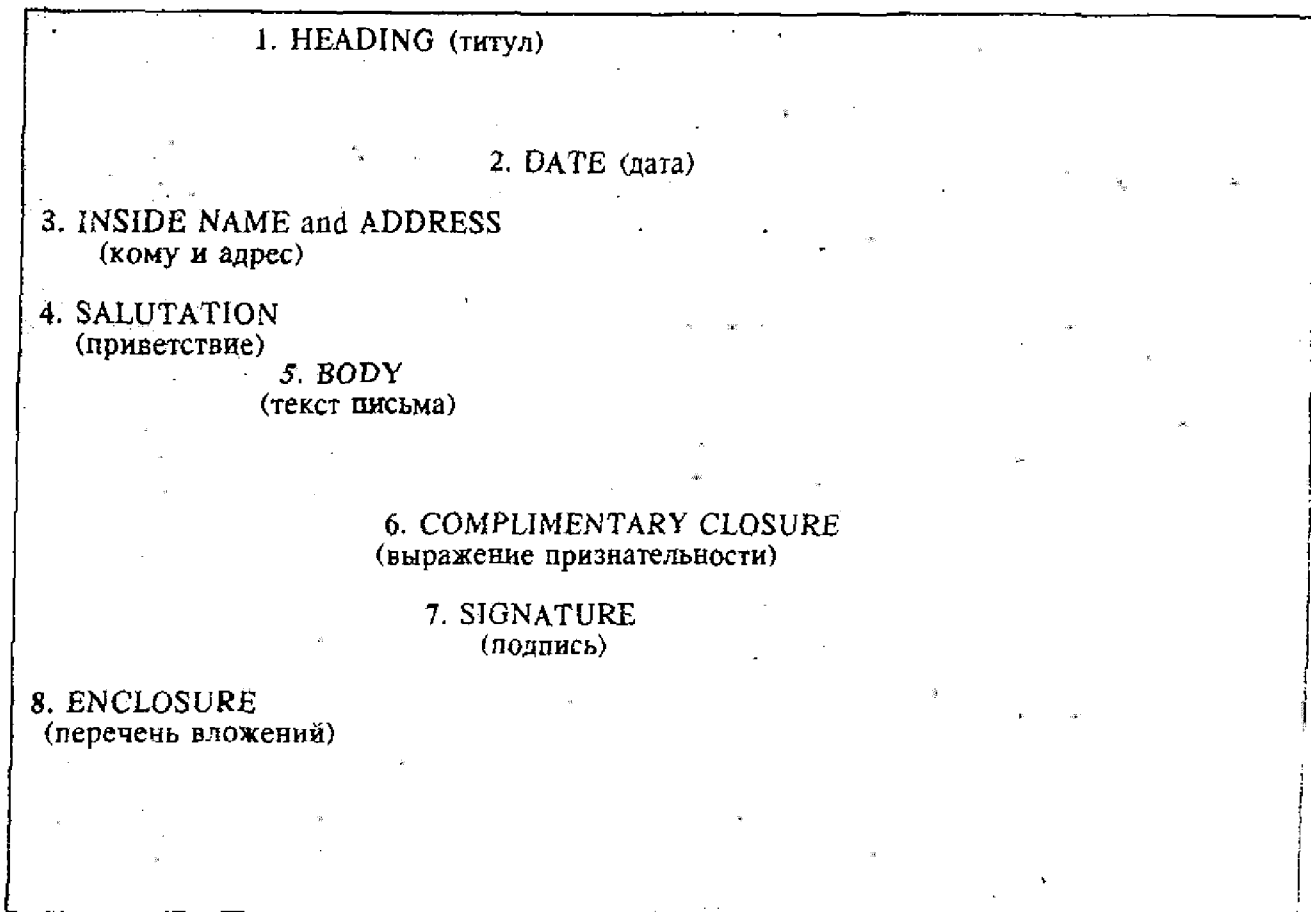 1. HEADING (титул)
2. DATE (дата)
3. INSIDE NAME and ADDRESS
(кому и адрес)
4. SALUTATION
(приветствие)
5. BODY
(текст письма)
6. COMPLIMENTARY CLOSURE
(выражение признательности)
7. SIGNATURE
(подпись)
8. ENCLOSURE
(перечень вложений)